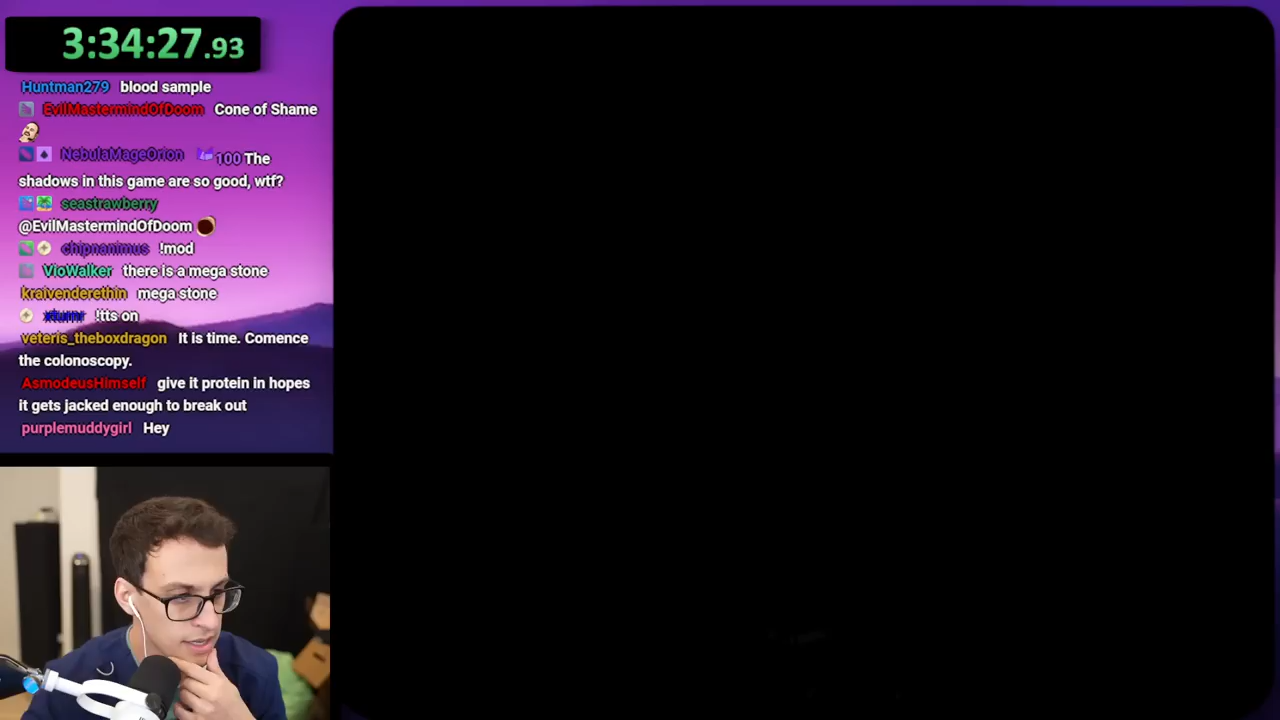 3:34:27.93
Huntman279 blood sample
EvilMastermindOfDoom Cone of Shame
NebulaMageOrion 100 The
shadows in this game are so good, wtf?
seastrawberry
@EvilMastermindOfDoom
chipnanimus !mod
VioWalker there is a mega stone
kraivenderethin mega stone
!tts on
veteris_theboxdragon It is time. Comence
the colonoscopy.
AsmodeusHimself give it protein in hopes
it gets jacked enough to break out
purplemuddygirl Hey